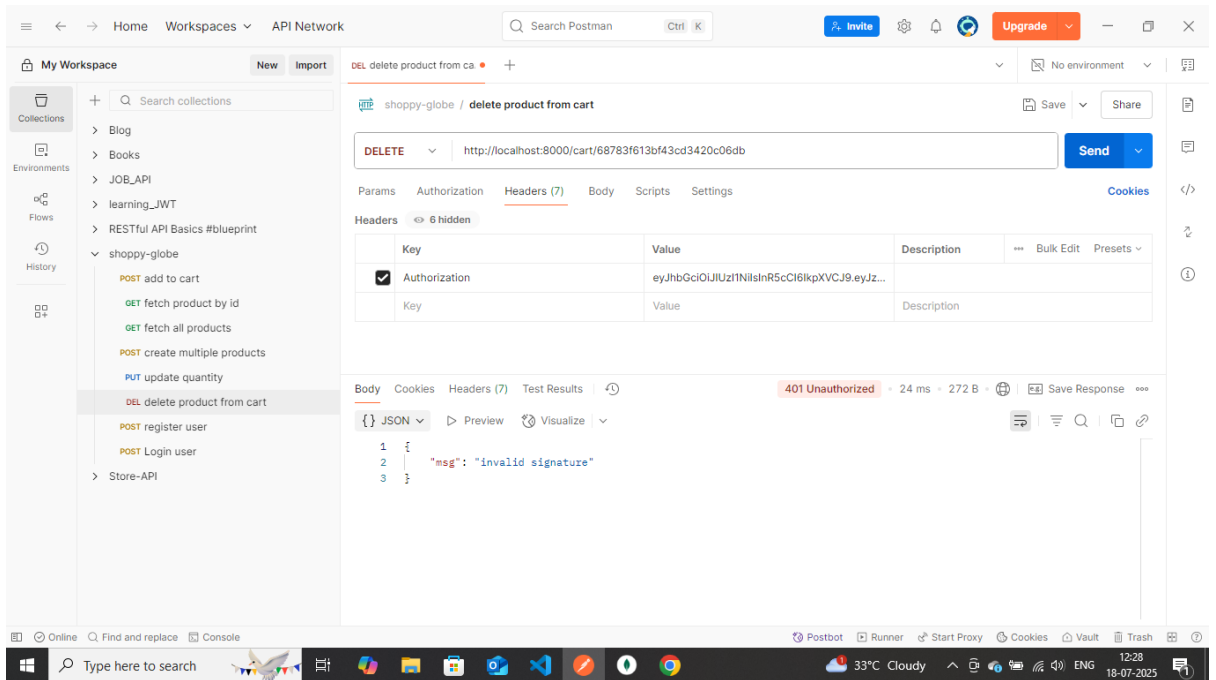 Home Workspaces API Network Search Postman Ctrl K Invite Upgrade
My Workspace New Import DEL delete product from ca. No environment
Collections
Environments
Flows
History
Search collections
Blog
Books
JOB_API
learning_JWT
RESTful API Basics #blueprint
shoppy-globe
POST add to cart
GET fetch product by id
GET fetch all products
POST create multiple products
PUT update quantity
DEL delete product from cart
POST register user
POST Login user
Store-API
HTTP shoppy-globe / delete product from cart Save Share
DELETE http://localhost:8000/cart/68783f613bf43cd3420c06db Send
Params Authorization Headers (7) Body Scripts Settings Cookies
Headers 6 hidden
Key Value Description Bulk Edit Presets
Authorization eyJhbGciOiJIUzI1NiIsInR5cCI6IkpXVCJ9.eyJz...
Key Value Description
Body Cookies Headers (7) Test Results 401 Unauthorized 24 ms 272 B e.g. Save Response
{} JSON Preview Visualize
1 {
2 "msg": "invalid signature"
3 }
Online Find and replace Console Postbot Runner Start Proxy Cookies Vault Trash
Type here to search 33°C Cloudy ENG 12:28
18-07-2025
1